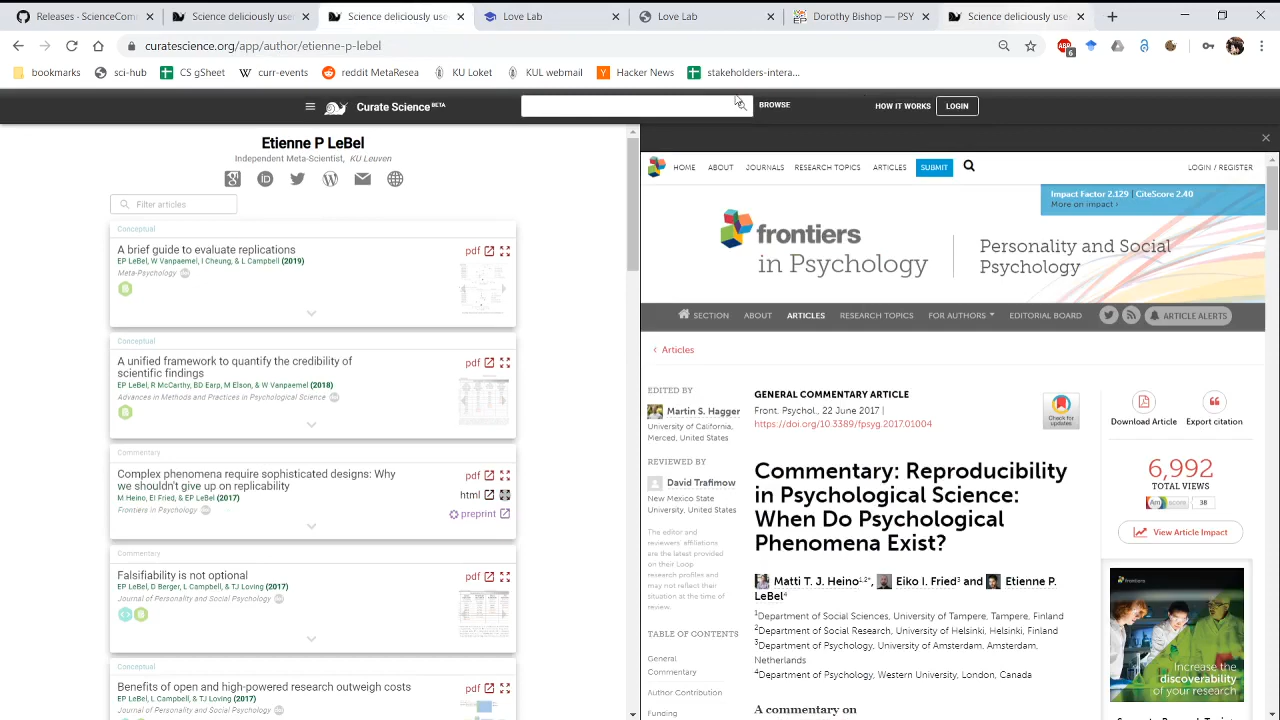 Releases · Curate-Science
Science deliciously
Science deliciously un
Love Lab
Love Lab
(3) Dorothy Bishop — PSY
Science deliciously un
curatescience.org/app/author/etienne-p-lebel
6
bookmarks
sci-hub
CS gSheet
curr-events
reddit MetaResea
KU Loket
KUL webmail
Hacker News
stakeholders-intera...
Curate Science BETA
BROWSE
HOW IT WORKS
LOGIN
Etienne P LeBel
Independent Meta-Scientist, KU Leuven
Filter articles
Conceptual
A brief guide to evaluate replications
pdf
EP LeBel, W Vanpaemel, I Cheung, & L Campbell (2019)
Meta-Psychology
Conceptual
A unified framework to quantify the credibility of
scientific findings
pdf
EP LeBel, R McCarthy, BD Earp, M Elson, & W Vanpaemel (2018)
Advances in Methods and Practices in Psychological Science
Commentary
Complex phenomena require sophisticated designs: Why
we shouldn't give up on replicability
pdf
html
preprint
M Heino, EI Fried, & EP LeBel (2017)
Frontiers in Psychology
Commentary
Falsifiability is not optional
pdf
EP LeBel, D Berger, L Campbell, & TJ Loving (2017)
Journal of Personality and Social Psychology
Conceptual
Benefits of open and high-powered research outweigh costs
pdf
EP LeBel, L Campbell, & TJ Loving (2017)
Journal of Personality and Social Psychology
HOME
ABOUT
JOURNALS
RESEARCH TOPICS
ARTICLES
SUBMIT
LOGIN / REGISTER
Impact Factor 2.129 | CiteScore 2.40
More on impact ›
frontiers
in Psychology
Personality and Social
Psychology
SECTION
ABOUT
ARTICLES
RESEARCH TOPICS
FOR AUTHORS
EDITORIAL BOARD
ARTICLE ALERTS
‹ Articles
EDITED BY
Martin S. Hagger
University of California,
Merced, United States
REVIEWED BY
David Trafimow
New Mexico State
University, United States
The editor and
reviewers' affiliations
are the latest provided
on their Loop
research profiles and
may not reflect their
situation at the time of
review.
TABLE OF CONTENTS
General
Commentary
Author Contribution
Funding
GENERAL COMMENTARY ARTICLE
Front. Psychol., 22 June 2017 |
https://doi.org/10.3389/fpsyg.2017.01004
Check for
updates
Commentary: Reproducibility
in Psychological Science:
When Do Psychological
Phenomena Exist?
Matti T. J. Heino1,2*, Eiko I. Fried3 and Etienne P.
LeBel4
1Department of Social Sciences, University of Tampere, Tampere, Finland
2Department of Social Research, University of Helsinki, Helsinki, Finland
3Department of Psychology, University of Amsterdam, Amsterdam,
Netherlands
4Department of Psychology, Western University, London, Canada
A commentary on
Download Article
Export citation
6,992
TOTAL VIEWS
Am score 38
View Article Impact
frontiers
Increase the
discoverability
of your research